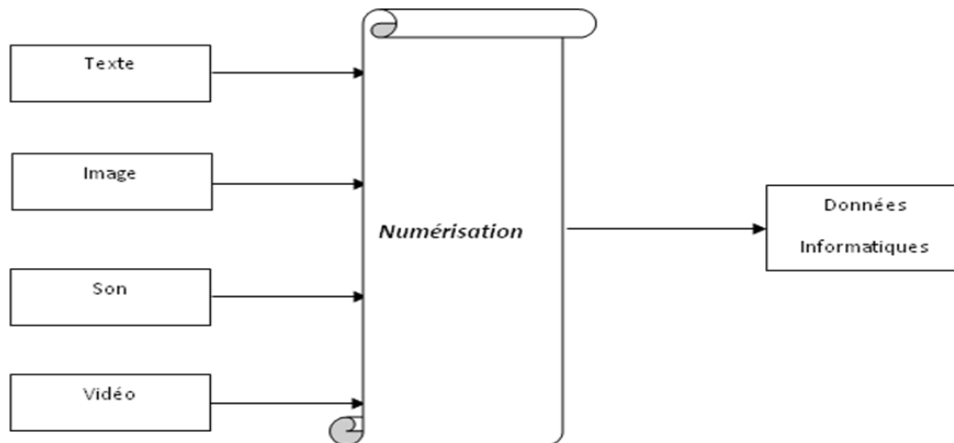 Texte
Image
Son
Vidéo
Numérisation
Données
Informatiques